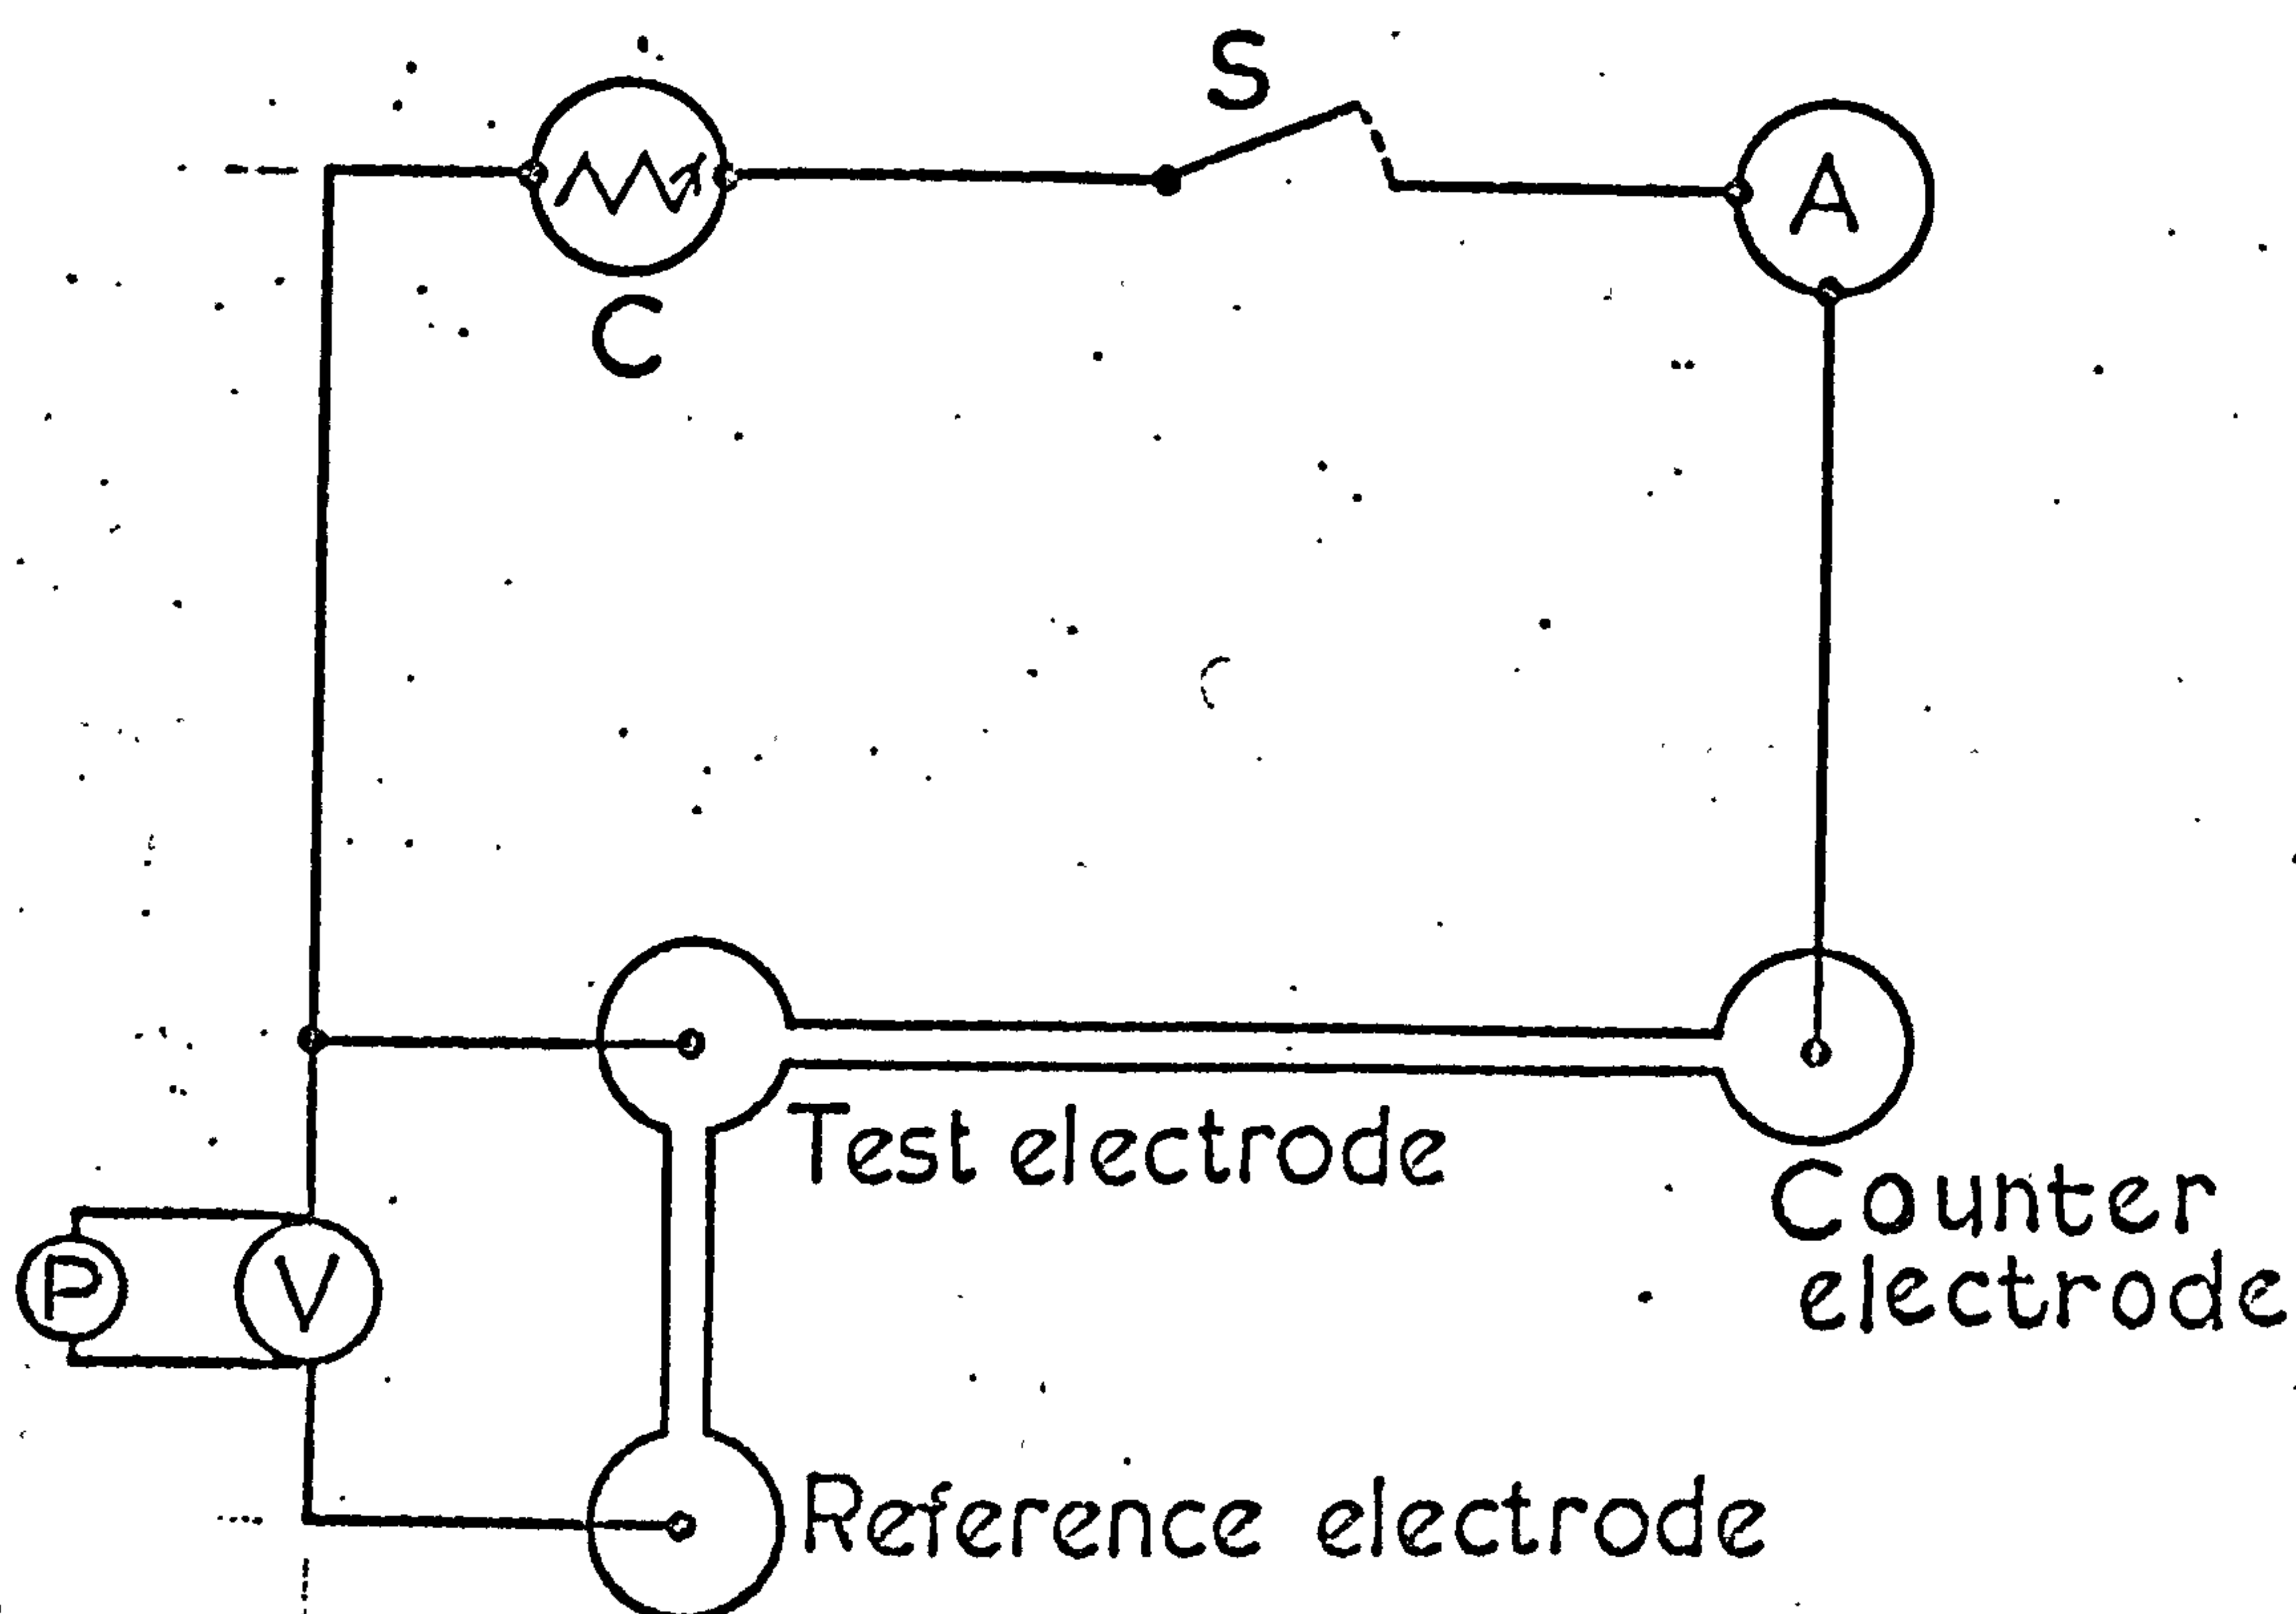 S
A
C
Test electrode
Counter
electrode
P
V
Reference electrode